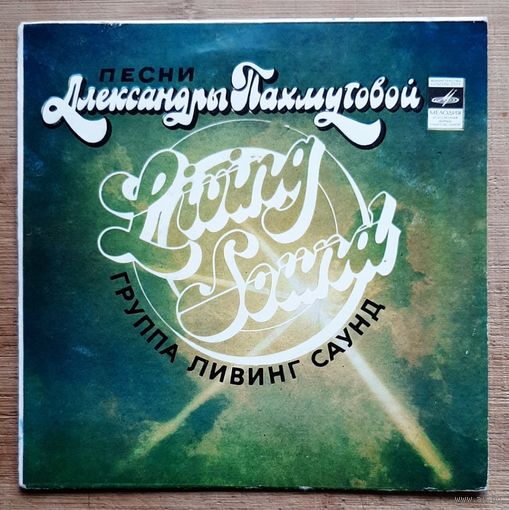 ПЕСНИ
Александры Пахмутовой
МЕЛОДИЯ
Living
Sound
ГРУППА ЛИВИНГ САУНД